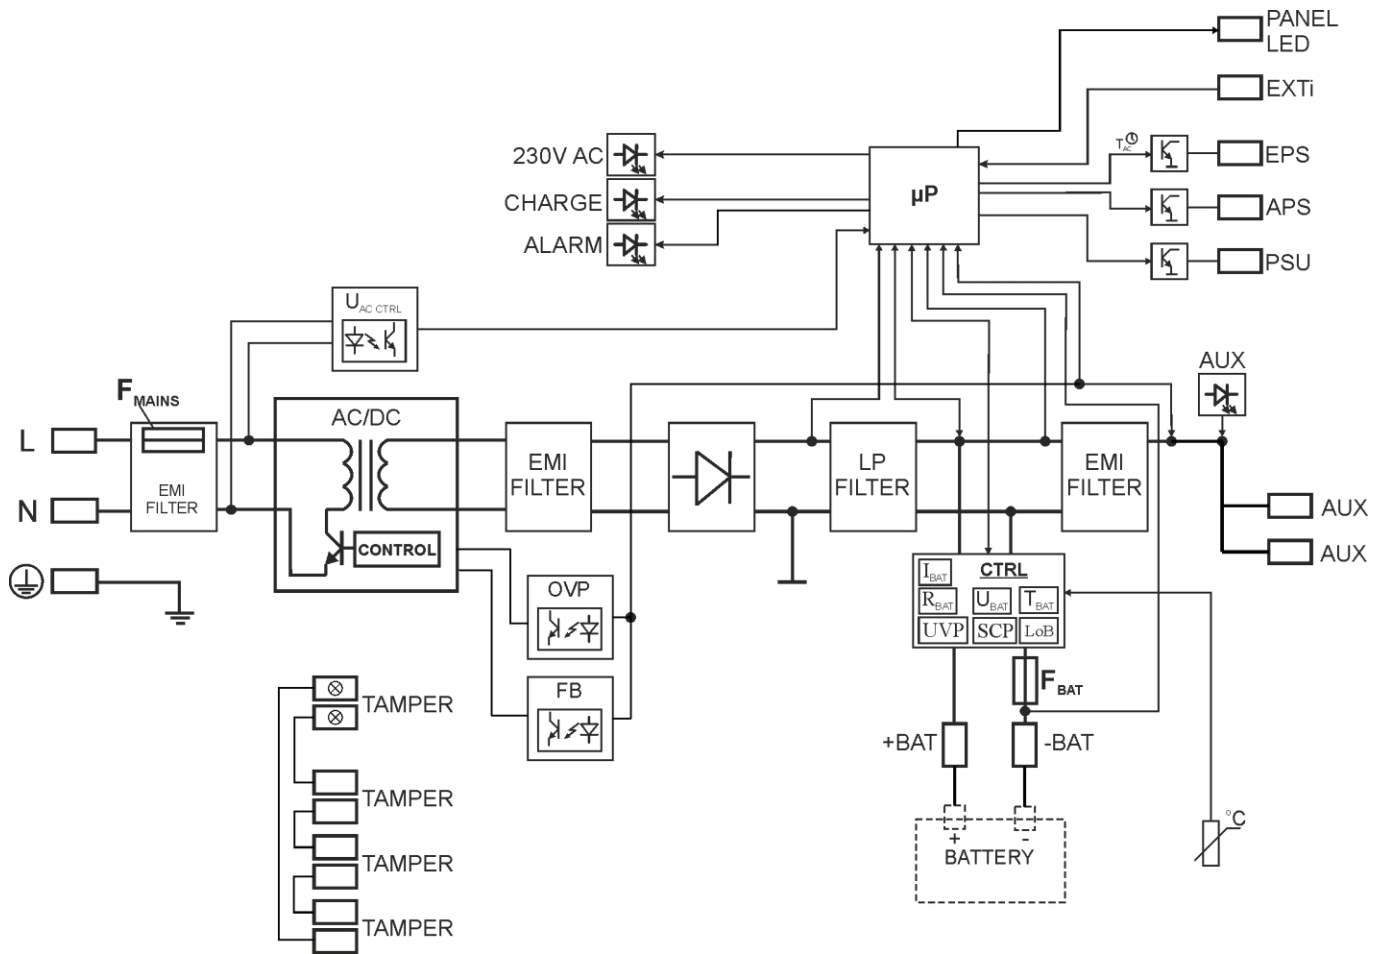 PANEL
LED
EXTi
230V AC
TAC
EPS
µP
CHARGE
APS
ALARM
PSU
UAC CTRL
AUX
FMAINS
AC/DC
L
EMI
FILTER
LP
FILTER
EMI
FILTER
EMI
FILTER
N
AUX
CONTROL
AUX
CTRL
IBAT
OVP
RBAT
UBAT
TBAT
UVP
SCP
LoB
FB
FBAT
TAMPER
+BAT
-BAT
TAMPER
°C
+
-
BATTERY
TAMPER
TAMPER